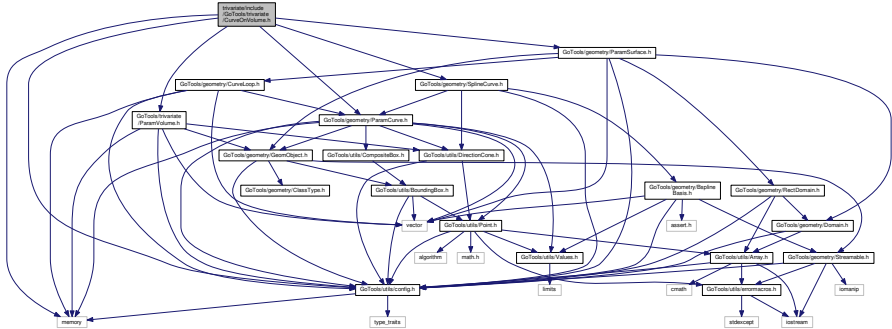 trivariate/include
/GoTools/trivariate
/CurveOnVolume.h
GoTools/geometry/ParamSurface.h
GoTools/geometry/CurveLoop.h
GoTools/geometry/SplineCurve.h
GoTools/trivariate
/ParamVolume.h
GoTools/geometry/ParamCurve.h
GoTools/geometry/GeomObject.h
GoTools/utils/CompositeBox.h
GoTools/utils/DirectionCone.h
GoTools/geometry/ClassType.h
GoTools/utils/BoundingBox.h
GoTools/geometry/Bspline
Basis.h
GoTools/geometry/RectDomain.h
vector
GoTools/utils/Point.h
assert.h
GoTools/geometry/Domain.h
algorithm
math.h
GoTools/utils/Values.h
GoTools/utils/Array.h
GoTools/geometry/Streamable.h
GoTools/utils/config.h
limits
cmath
GoTools/utils/errormacros.h
iomanip
memory
type_traits
stdexcept
iostream